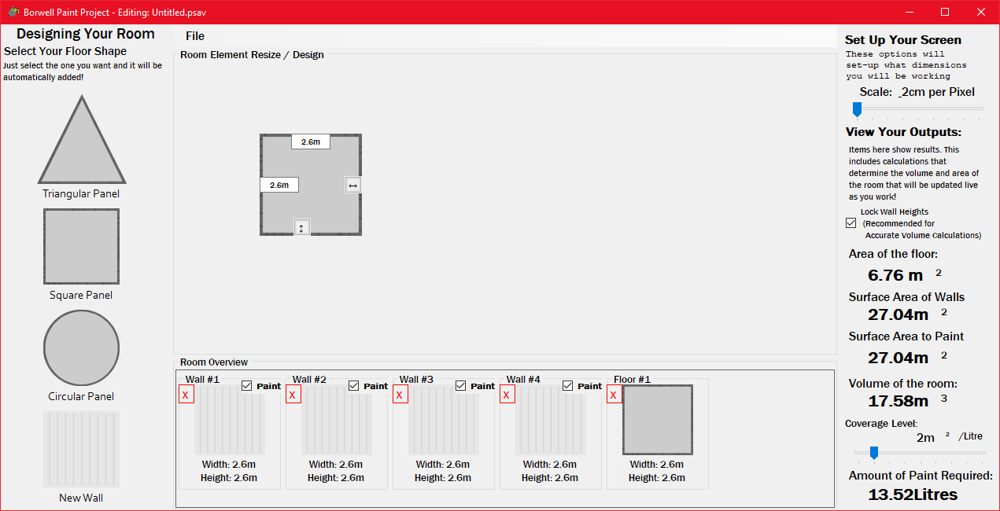 Borwell Paint Project - Editing: Untitled.psav
Designing Your Room
Select Your Floor Shape
Just select the one you want and it will be
automatically added!
Triangular Panel
Square Panel
Circular Panel
New Wall
File
Room Element Resize / Design
2.6m
2.6m
Room Overview
Wall #1
X
Paint
Width: 2.6m
Height: 2.6m
Wall #2
X
Paint
Width: 2.6m
Height: 2.6m
Wall #3
X
Paint
Width: 2.6m
Height: 2.6m
Wall #4
X
Paint
Width: 2.6m
Height: 2.6m
Floor #1
X
Width: 2.6m
Height: 2.6m
Set Up Your Screen
These options will
set-up what dimensions
you will be working
Scale: _2cm per Pixel
View Your Outputs:
Items here show results. This
includes calculations that
determine the volume and area of
the room that will be updated live
as you work!
Lock Wall Heights
(Recommended for
Accurate Volume Calculations)
Area of the floor:
6.76 m 2
Surface Area of Walls
27.04m 2
Surface Area to Paint
27.04m 2
Volume of the room:
17.58m 3
Coverage Level:
2m 2 /Litre
Amount of Paint Required:
13.52Litres